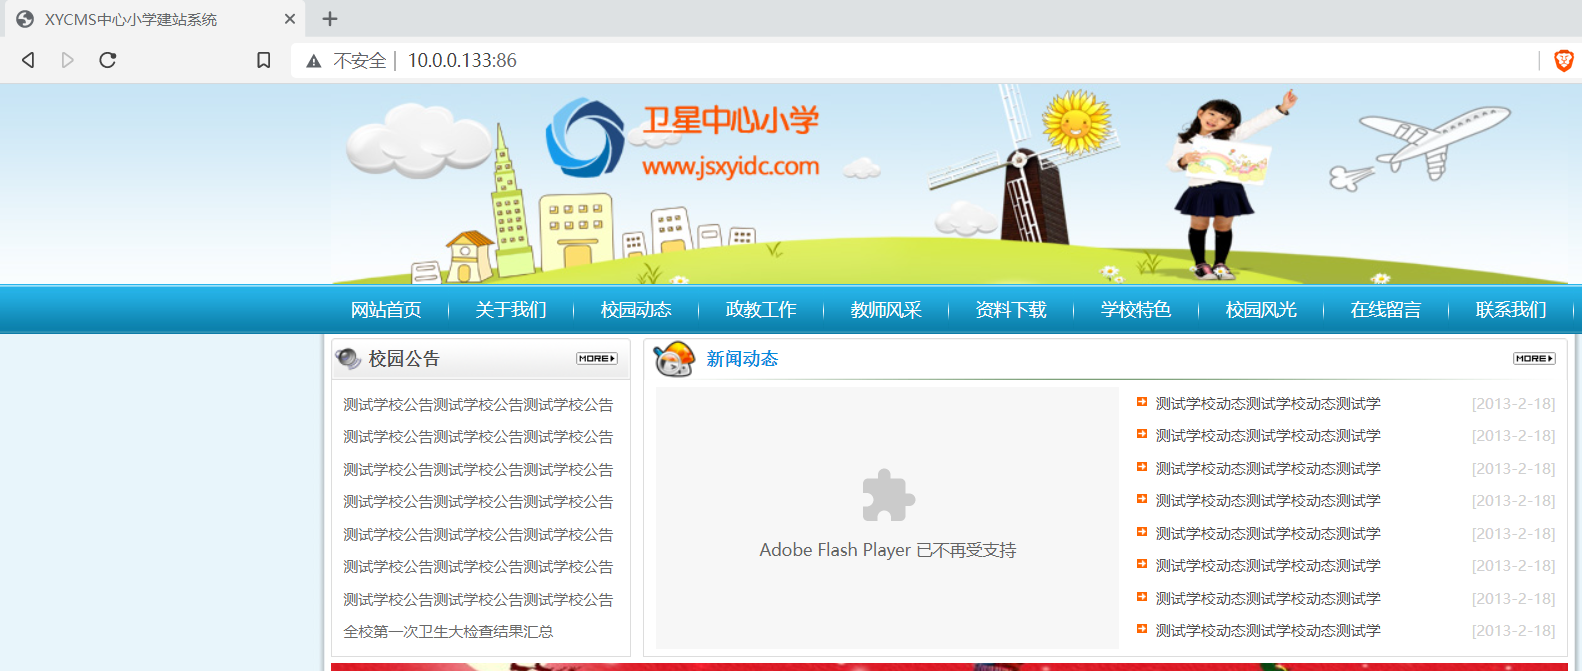 XYCMS中心小学建站系统
不安全 | 10.0.0.133:86
卫星中心小学
www.jsxyidc.com
网站首页 关于我们 校园动态 政教工作 教师风采 资料下载 学校特色 校园风光 在线留言 联系我们
校园公告 MORE
测试学校公告测试学校公告测试学校公告
测试学校公告测试学校公告测试学校公告
测试学校公告测试学校公告测试学校公告
测试学校公告测试学校公告测试学校公告
测试学校公告测试学校公告测试学校公告
测试学校公告测试学校公告测试学校公告
测试学校公告测试学校公告测试学校公告
全校第一次卫生大检查结果汇总
新闻动态 MORE
Adobe Flash Player 已不再受支持
测试学校动态测试学校动态测试学 [2013-2-18]
测试学校动态测试学校动态测试学 [2013-2-18]
测试学校动态测试学校动态测试学 [2013-2-18]
测试学校动态测试学校动态测试学 [2013-2-18]
测试学校动态测试学校动态测试学 [2013-2-18]
测试学校动态测试学校动态测试学 [2013-2-18]
测试学校动态测试学校动态测试学 [2013-2-18]
测试学校动态测试学校动态测试学 [2013-2-18]